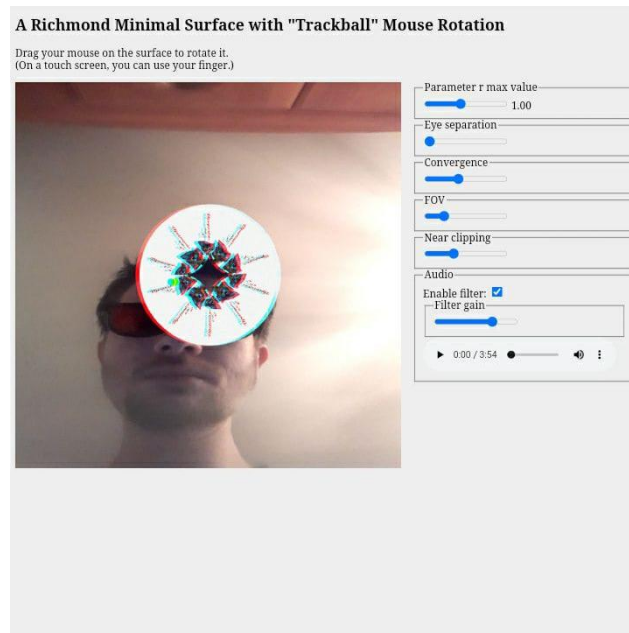 A Richmond Minimal Surface with "Trackball" Mouse Rotation
Drag your mouse on the surface to rotate it.
(On a touch screen, you can use your finger.)
Parameter r max value
1.00
Eye separation
Convergence
FOV
Near clipping
Audio
Enable filter:
Filter gain
0:00 / 3:54